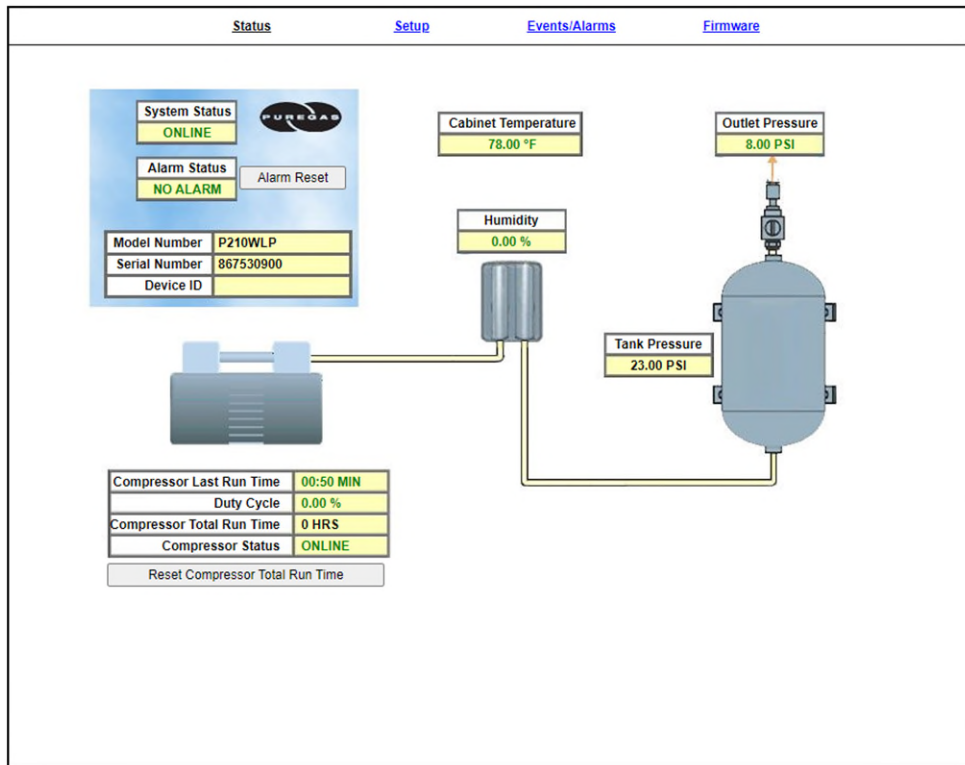 Status Setup Events/Alarms Firmware
System Status
ONLINE
PUREGAS
Alarm Status
NO ALARM
Alarm Reset
Model Number P210WLP
Serial Number 867530900
Device ID
Cabinet Temperature
78.00 °F
Outlet Pressure
8.00 PSI
Humidity
0.00 %
Tank Pressure
23.00 PSI
Compressor Last Run Time 00:50 MIN
Duty Cycle 0.00 %
Compressor Total Run Time 0 HRS
Compressor Status ONLINE
Reset Compressor Total Run Time